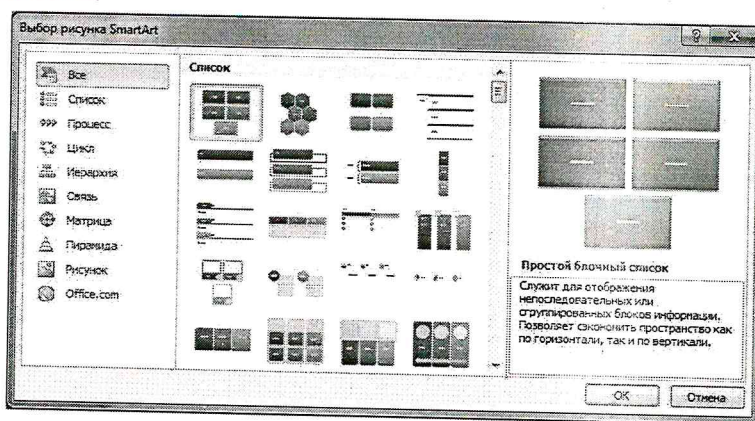 Выбор рисунка SmartArt
Все
Список
Процесс
Цикл
Иерархия
Связь
Матрица
Пирамида
Рисунок
Office.com
Список
Простой блочный список
Служит для отображения
непоследовательных или
сгруппированных блоков информации.
Позволяет сэкономить пространство как
по горизонтали, так и по вертикали.
ОК
Отмена